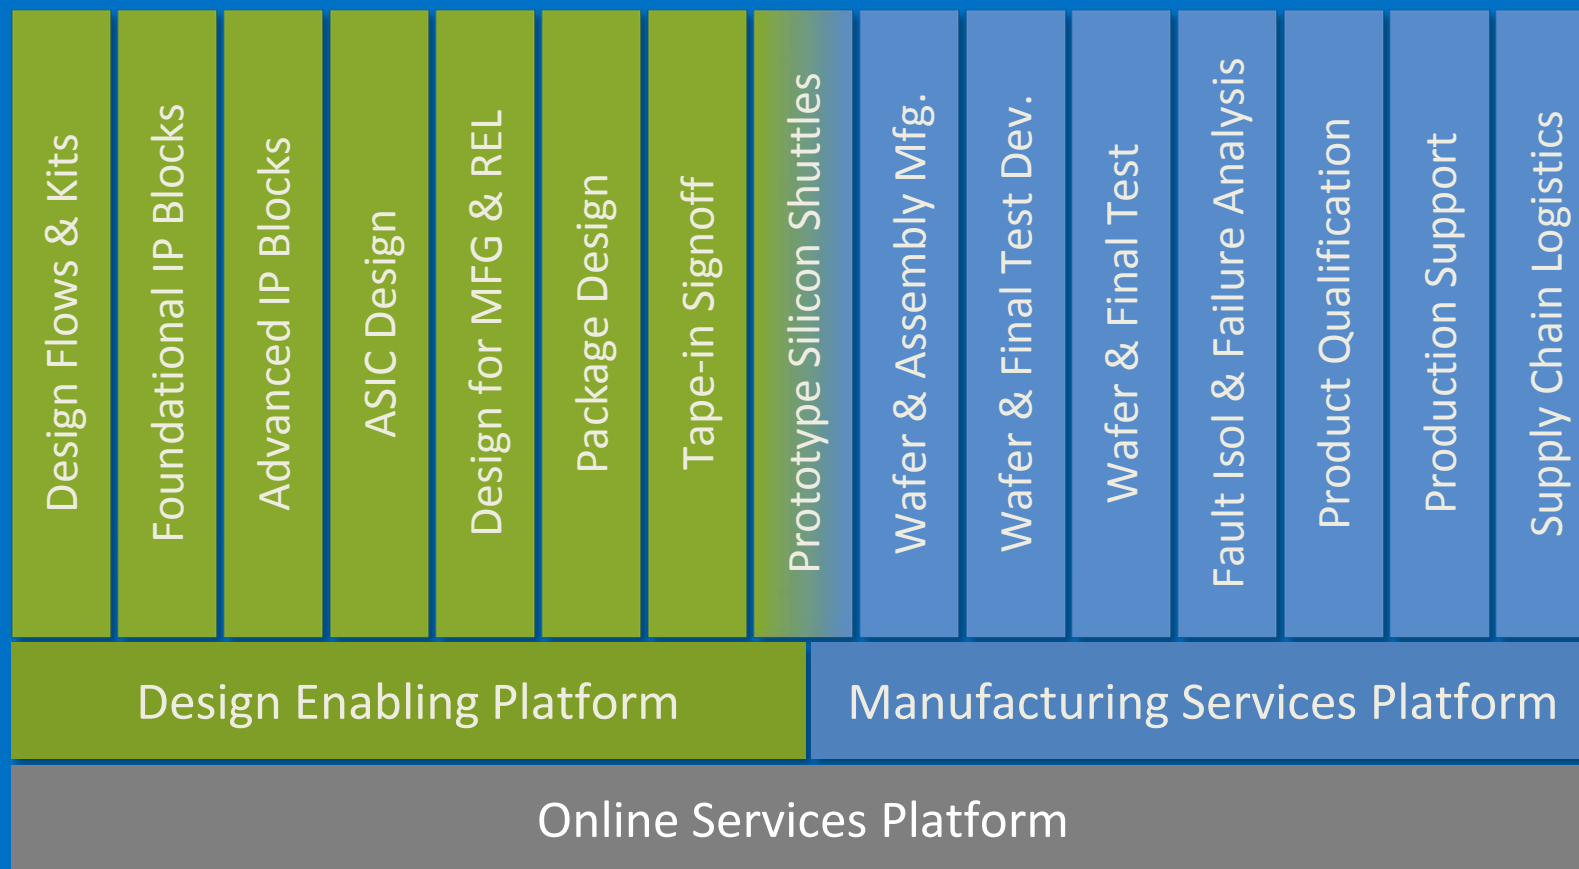 Design Flows & Kits
Foundational IP Blocks
Advanced IP Blocks
ASIC Design
Design for MFG & REL
Package Design
Tape-in Signoff
Prototype Silicon Shuttles
Wafer & Assembly Mfg.
Wafer & Final Test Dev.
Wafer & Final Test
Fault Isol & Failure Analysis
Product Qualification
Production Support
Supply Chain Logistics
Design Enabling Platform
Manufacturing Services Platform
Online Services Platform